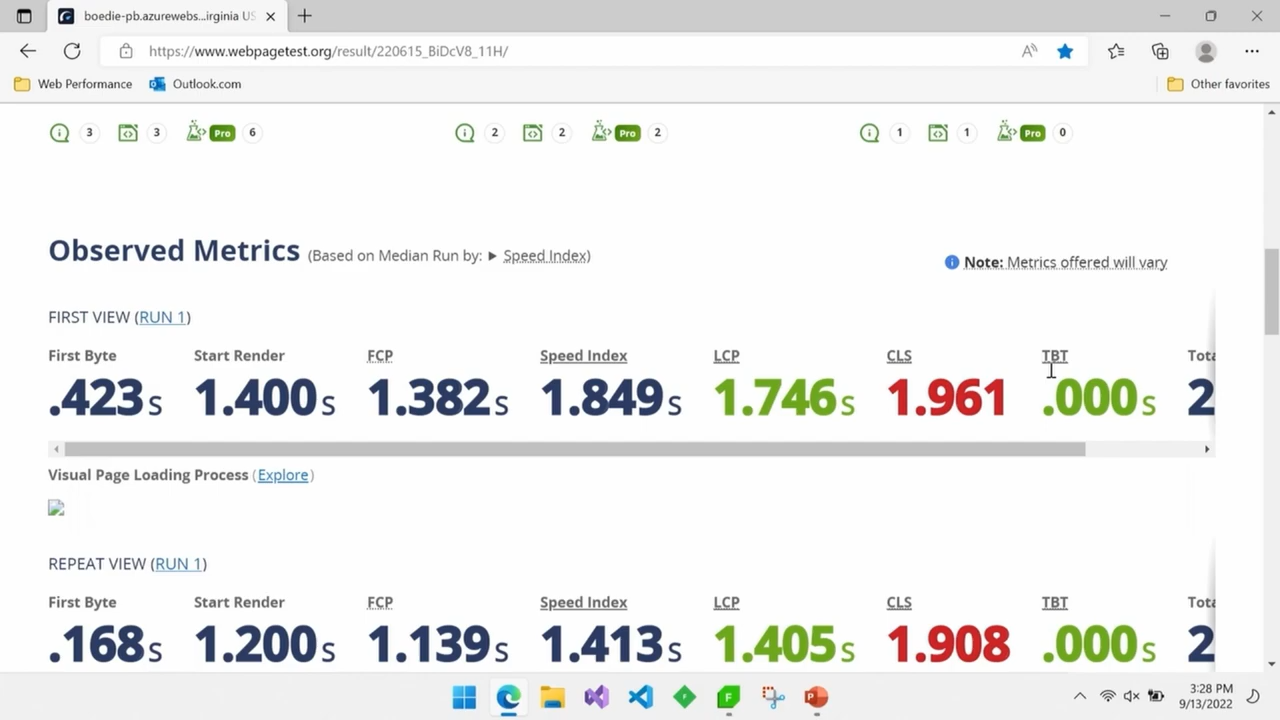 boedie-pb.azurewebs...irginia US
https://www.webpagetest.org/result/220615_BiDcV8_11H/
Web Performance
Outlook.com
Other favorites
3 3 Pro 6 2 2 Pro 2 1 1 Pro 0
Observed Metrics (Based on Median Run by: ▶ Speed Index)
Note: Metrics offered will vary
FIRST VIEW (RUN 1)
First Byte Start Render FCP Speed Index LCP CLS TBT Tota
.423s 1.400s 1.382s 1.849s 1.746s 1.961 .000s 2
Visual Page Loading Process (Explore)
REPEAT VIEW (RUN 1)
First Byte Start Render FCP Speed Index LCP CLS TBT Tota
.168s 1.200s 1.139s 1.413s 1.405s 1.908 .000s 2
3:28 PM
9/13/2022